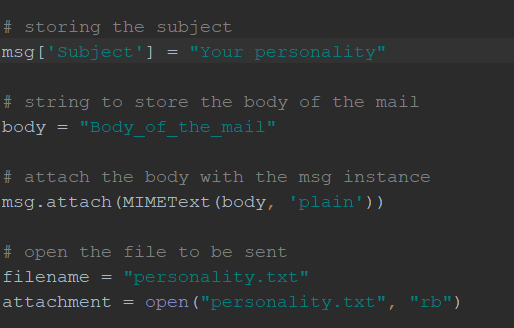 # storing the subject
msg['Subject'] = "Your personality"
# string to store the body of the mail
body = "Body_of_the_mail"
# attach the body with the msg instance
msg.attach(MIMEText(body, 'plain'))
# open the file to be sent
filename = "personality.txt"
attachment = open("personality.txt", "rb")